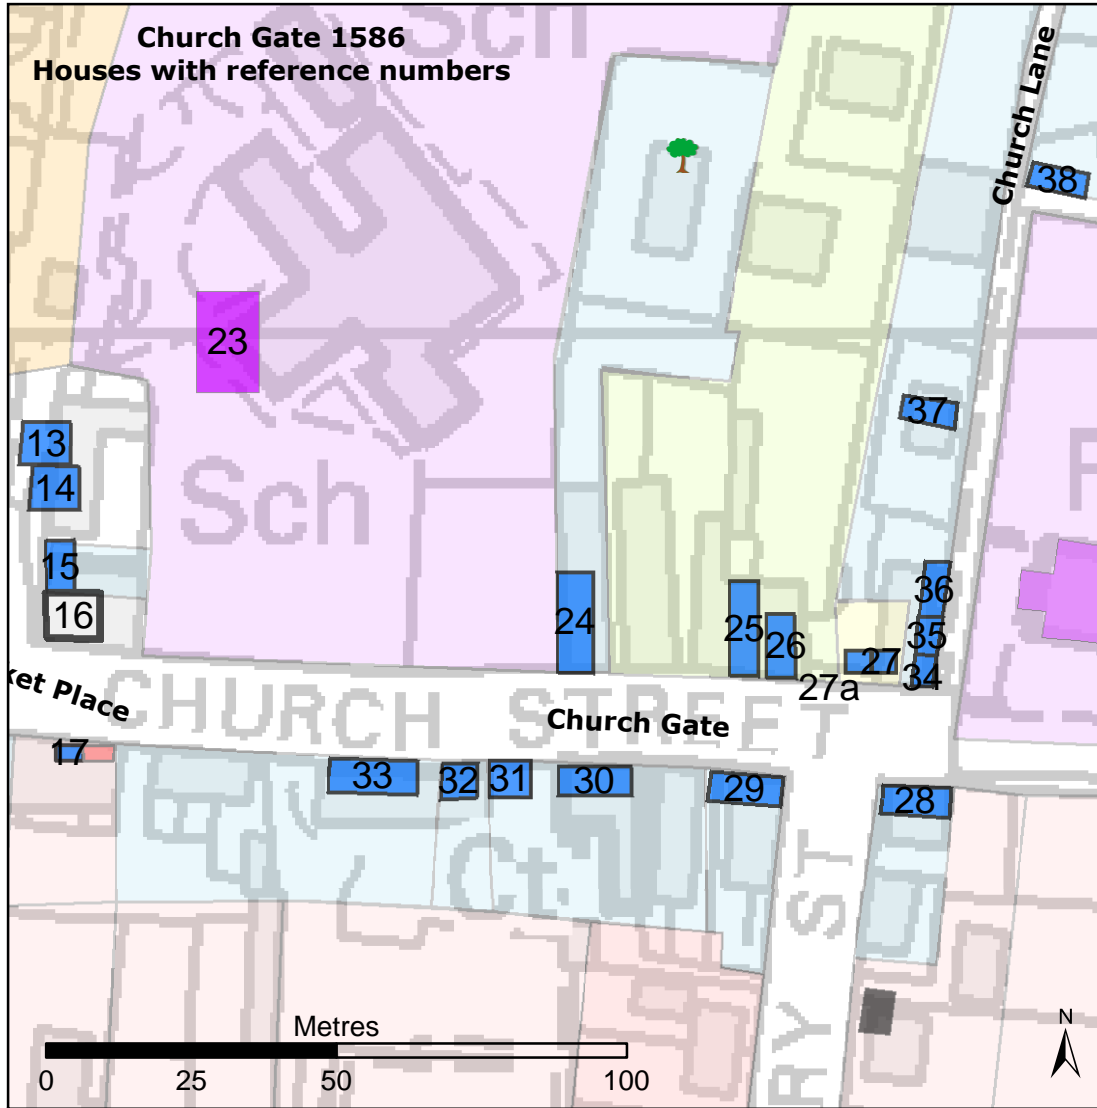 Church Gate 1586
Houses with reference numbers
Sch
Church Lane
38
23
37
13
14
Sch
15
16
24
25
26
36
35
27
34
27a
ket Place
CHURCH STREET
Church Gate
17
33
32
31
30
29
28
Ct
RY ST
Metres
0 25 50 100
N